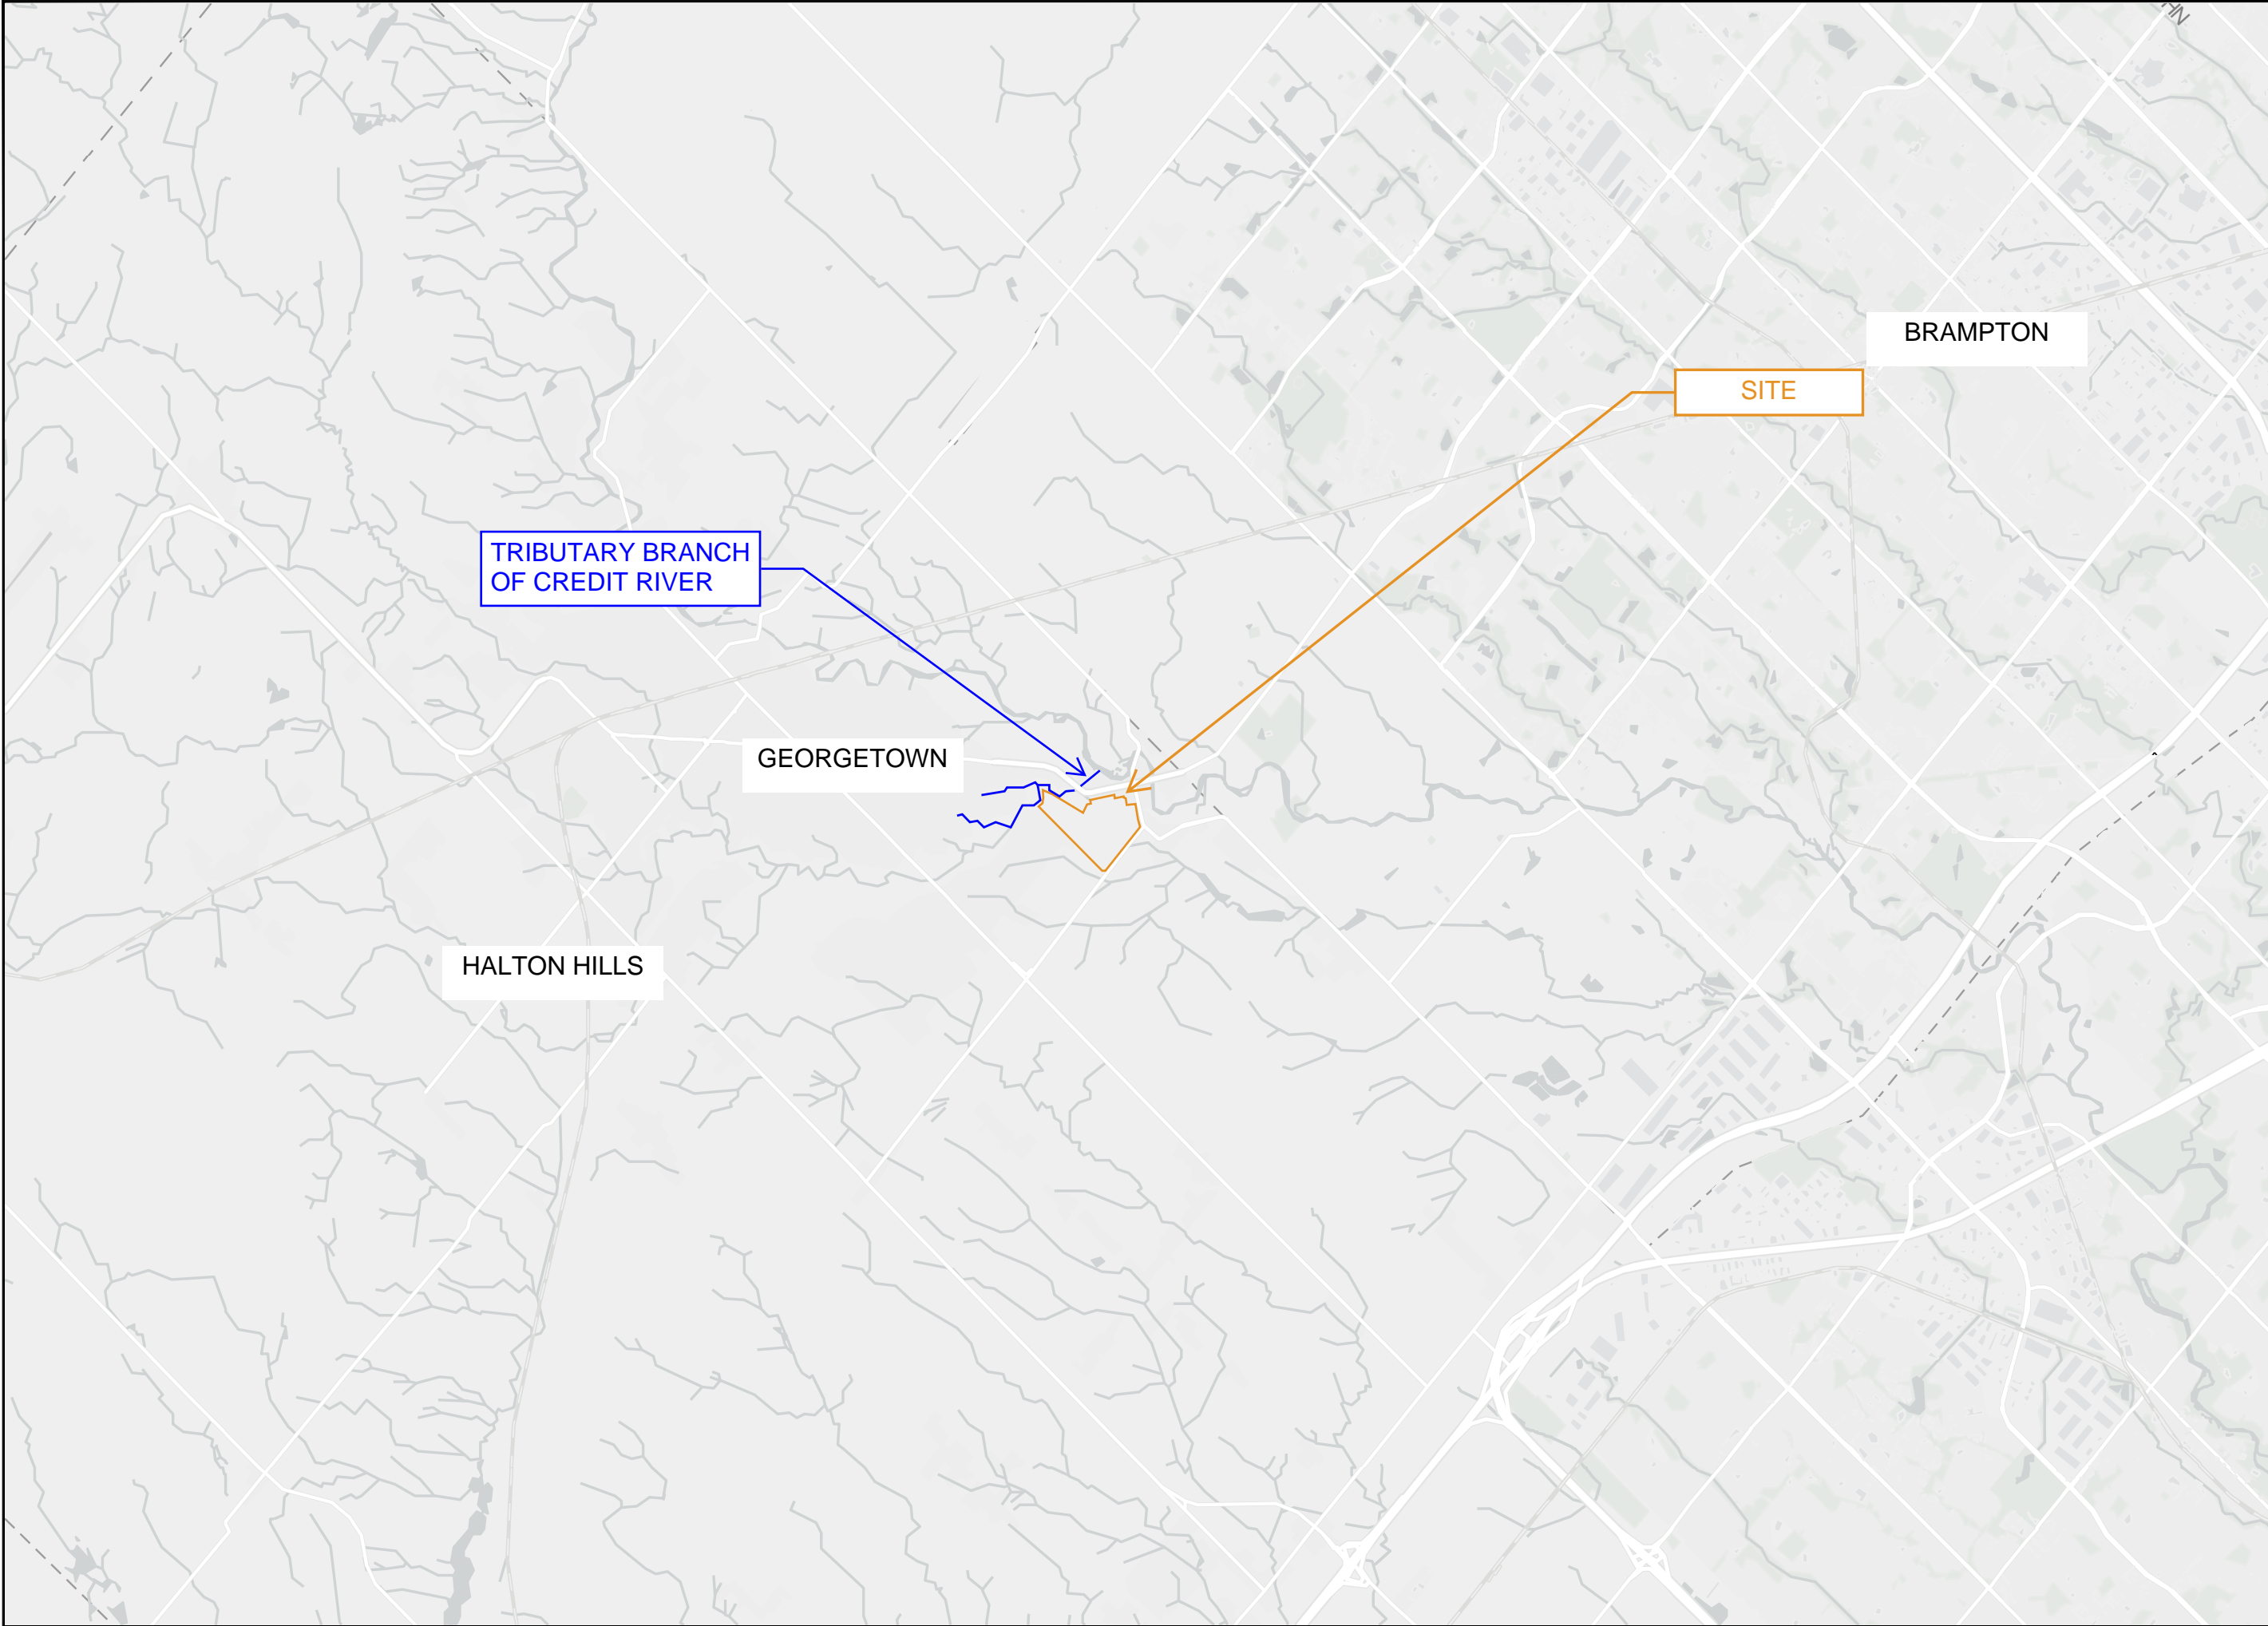 BRAMPTON
SITE
TRIBUTARY BRANCH
OF CREDIT RIVER
GEORGETOWN
HALTON HILLS